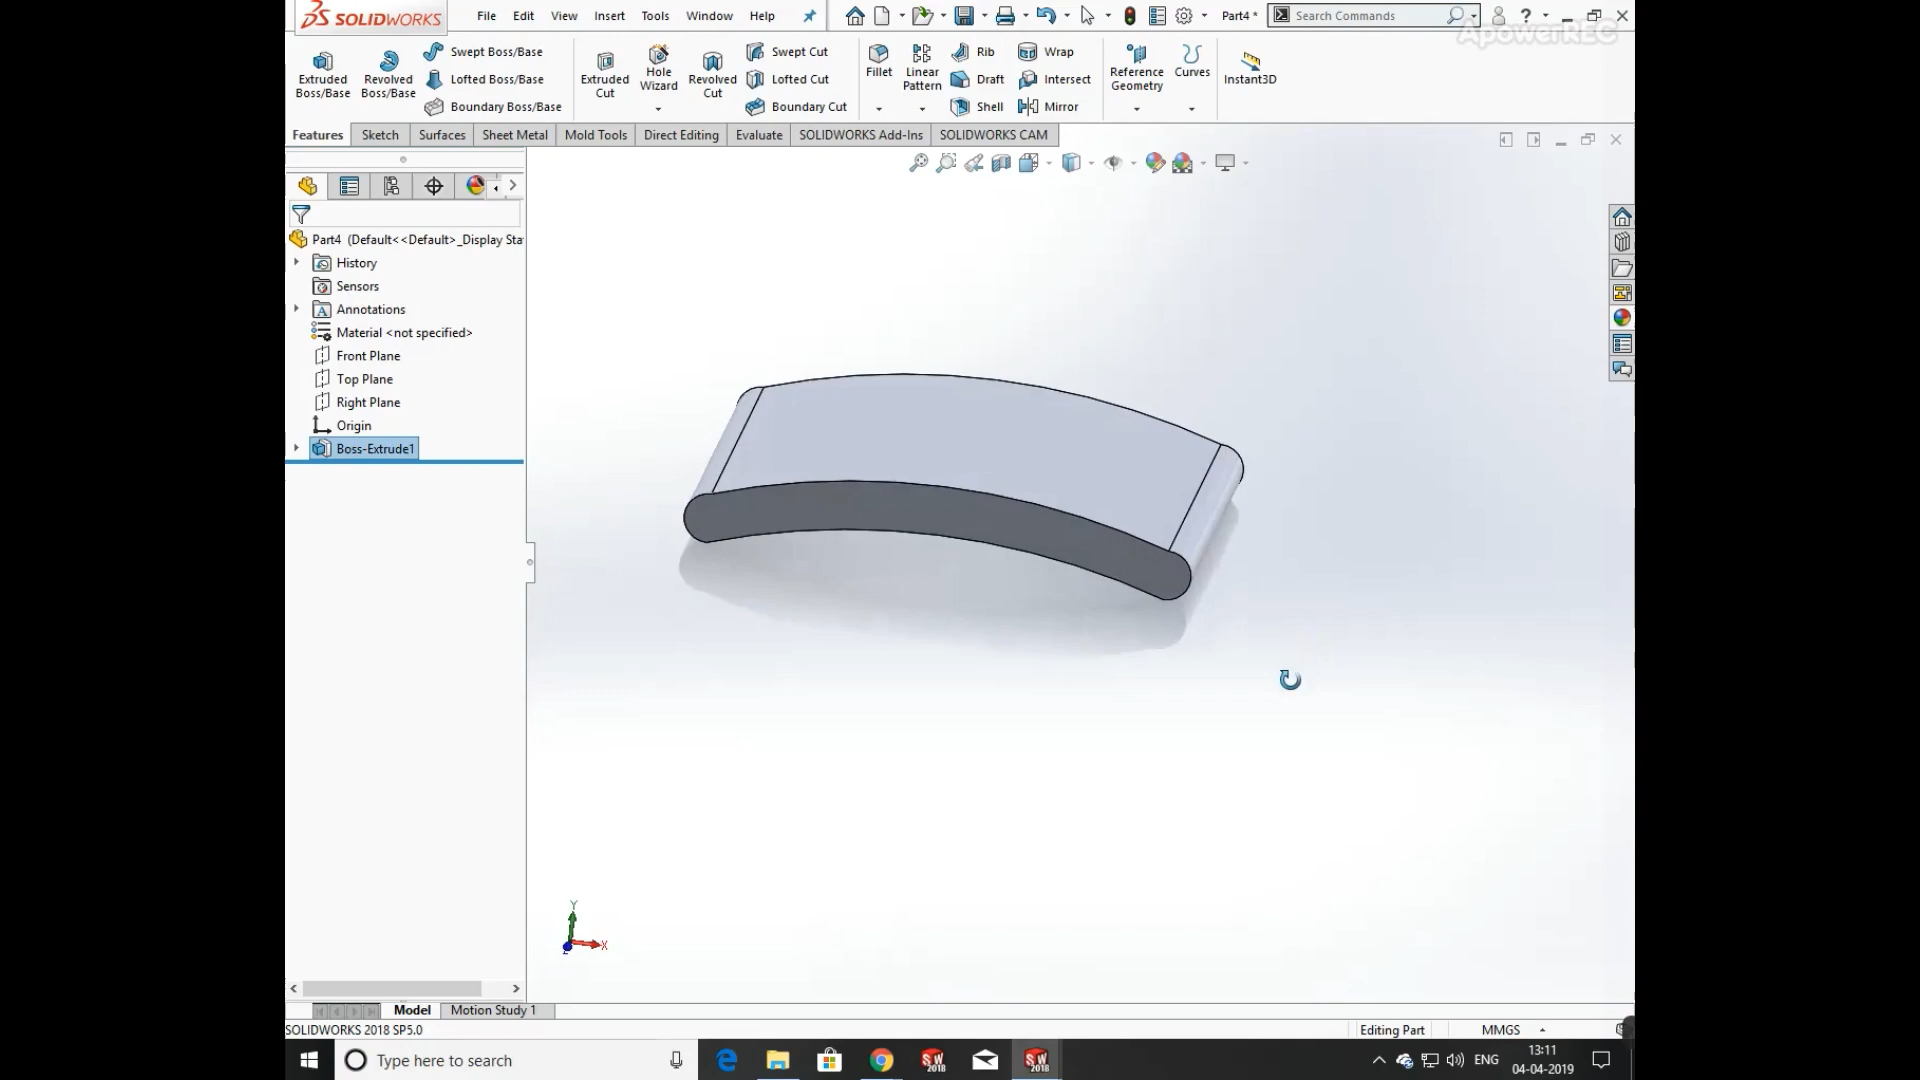 SOLIDWORKS File Edit View Insert Tools Window Help Part4 * Search Commands ?
ApowerREC
Extruded Boss/Base
Revolved Boss/Base
Swept Boss/Base
Lofted Boss/Base
Boundary Boss/Base
Extruded Cut
Hole Wizard
Revolved Cut
Swept Cut
Lofted Cut
Boundary Cut
Fillet
Linear Pattern
Rib
Draft
Shell
Wrap
Intersect
Mirror
Reference Geometry
Curves
Instant3D
Features Sketch Surfaces Sheet Metal Mold Tools Direct Editing Evaluate SOLIDWORKS Add-Ins SOLIDWORKS CAM
Part4 (Default<<Default>_Display Sta
History
Sensors
Annotations
Material <not specified>
Front Plane
Top Plane
Right Plane
Origin
Boss-Extrude1
Y
X
Z
Model Motion Study 1
SOLIDWORKS 2018 SP5.0 Editing Part MMGS
Type here to search
SW 2018
SW 2018
ENG
13:11
04-04-2019